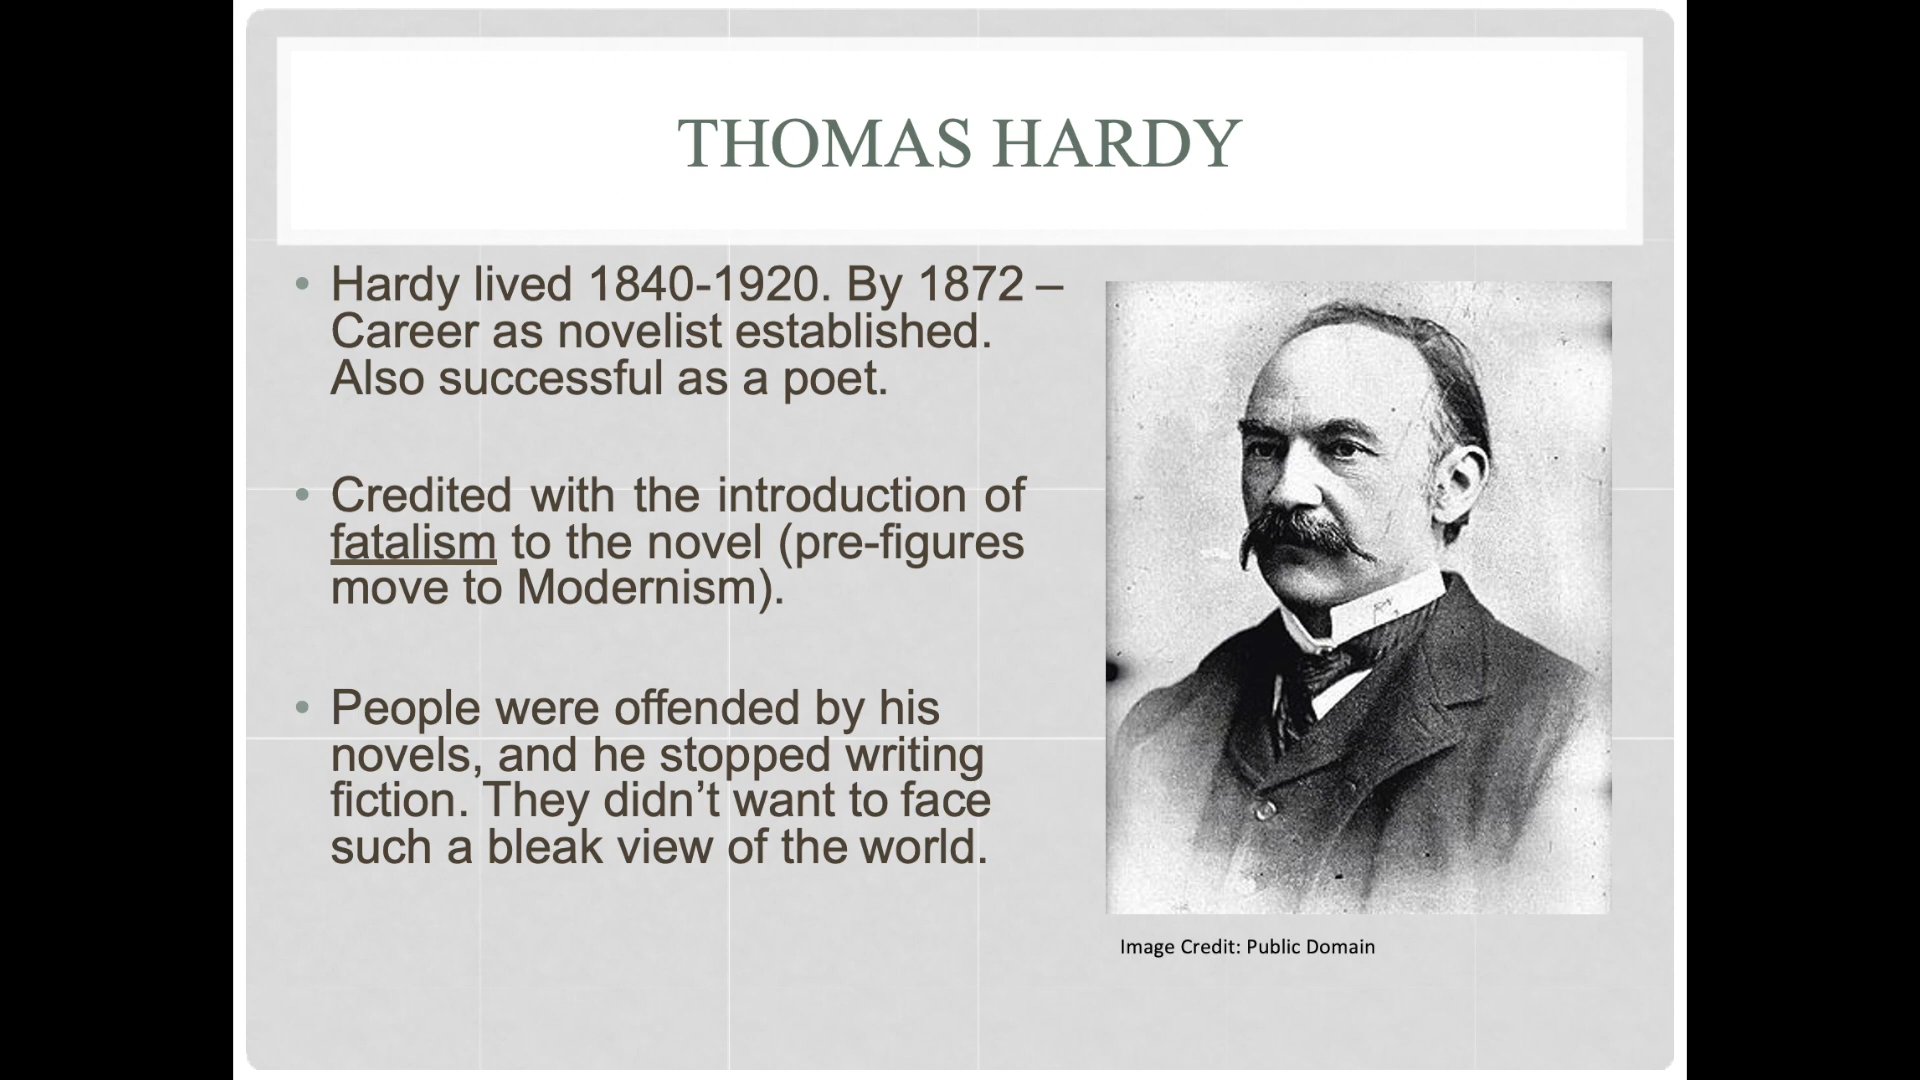 THOMAS HARDY
• Hardy lived 1840-1920. By 1872 –
Career as novelist established.
Also successful as a poet.
• Credited with the introduction of
fatalism to the novel (pre-figures
move to Modernism).
• People were offended by his
novels, and he stopped writing
fiction. They didn’t want to face
such a bleak view of the world.
Image Credit: Public Domain